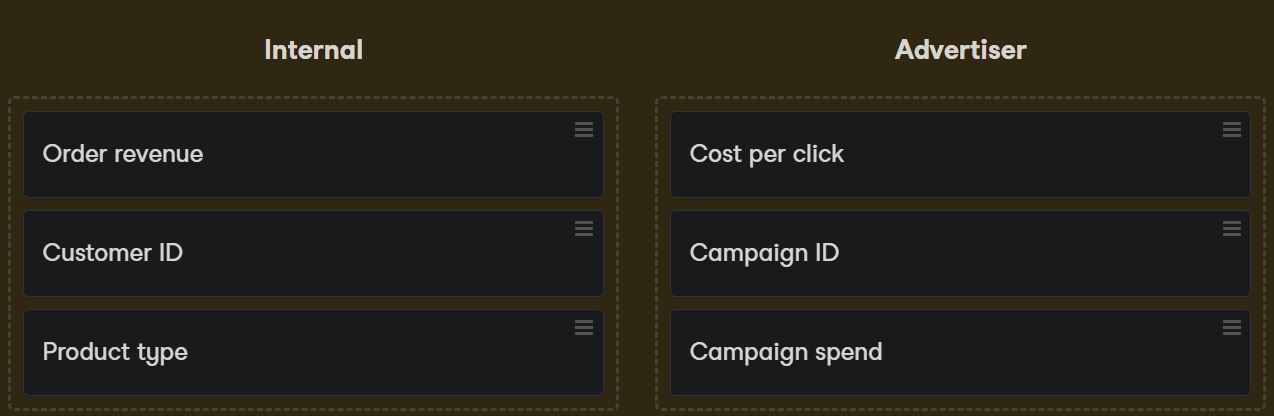 Internal
Order revenue
Customer ID
Product type
Advertiser
Cost per click
Campaign ID
Campaign spend